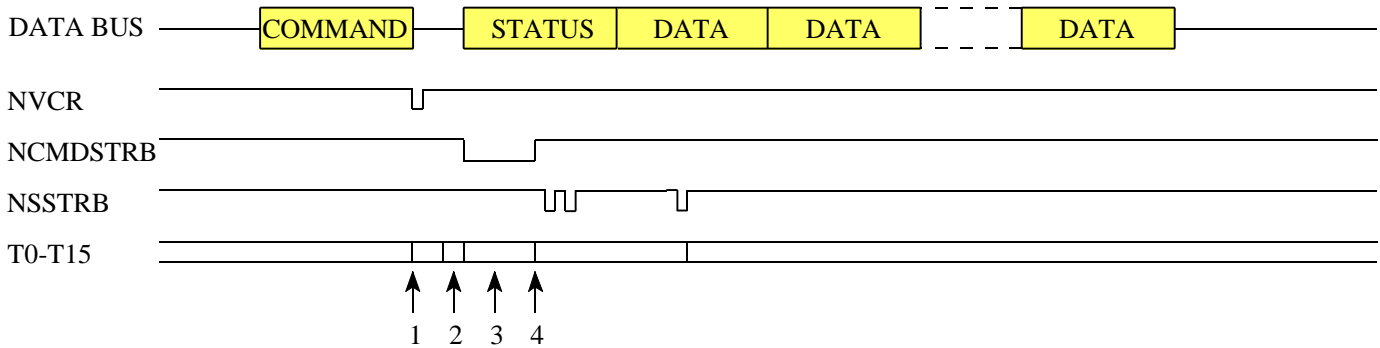 DATA BUS COMMAND STATUS DATA DATA DATA
NVCR
NCMDSTRB
NSSTRB
T0-T15
1 2 3 4